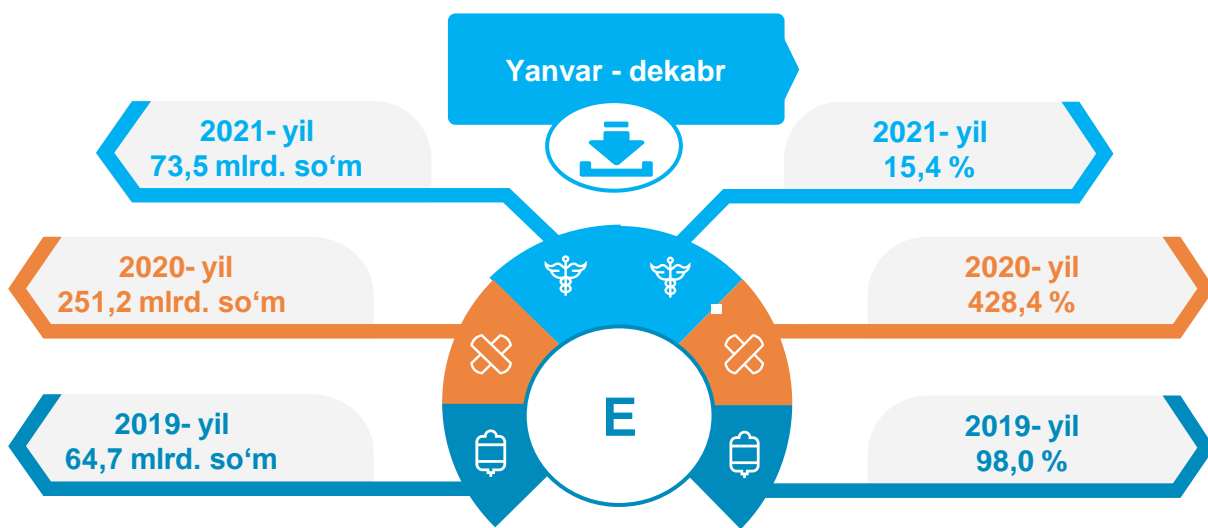 Yanvar - dekabr
2021- yil
73,5 mlrd. so‘m
2021- yil
15,4 %
2020- yil
251,2 mlrd. so‘m
2020- yil
428,4 %
2019- yil
64,7 mlrd. so‘m
E
2019- yil
98,0 %